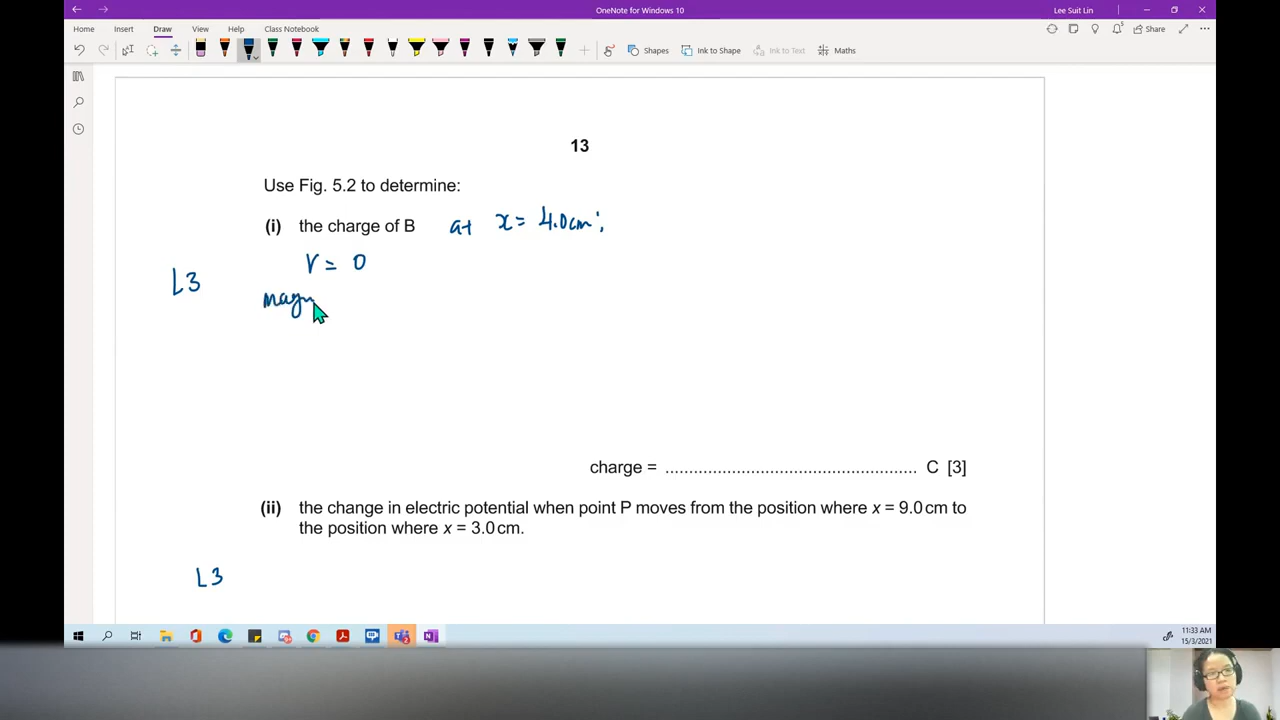 OneNote for Windows 10
Lee Suit Lin
Home Insert Draw View Help Class Notebook
Shapes Ink to Shape Ink to Text Maths Share
13
Use Fig. 5.2 to determine:
(i) the charge of B at x = 4.0cm;
V = 0
L3
magn
charge = .................................................... C [3]
(ii) the change in electric potential when point P moves from the position where x = 9.0 cm to
the position where x = 3.0 cm.
L3
11:33 AM
15/3/2021